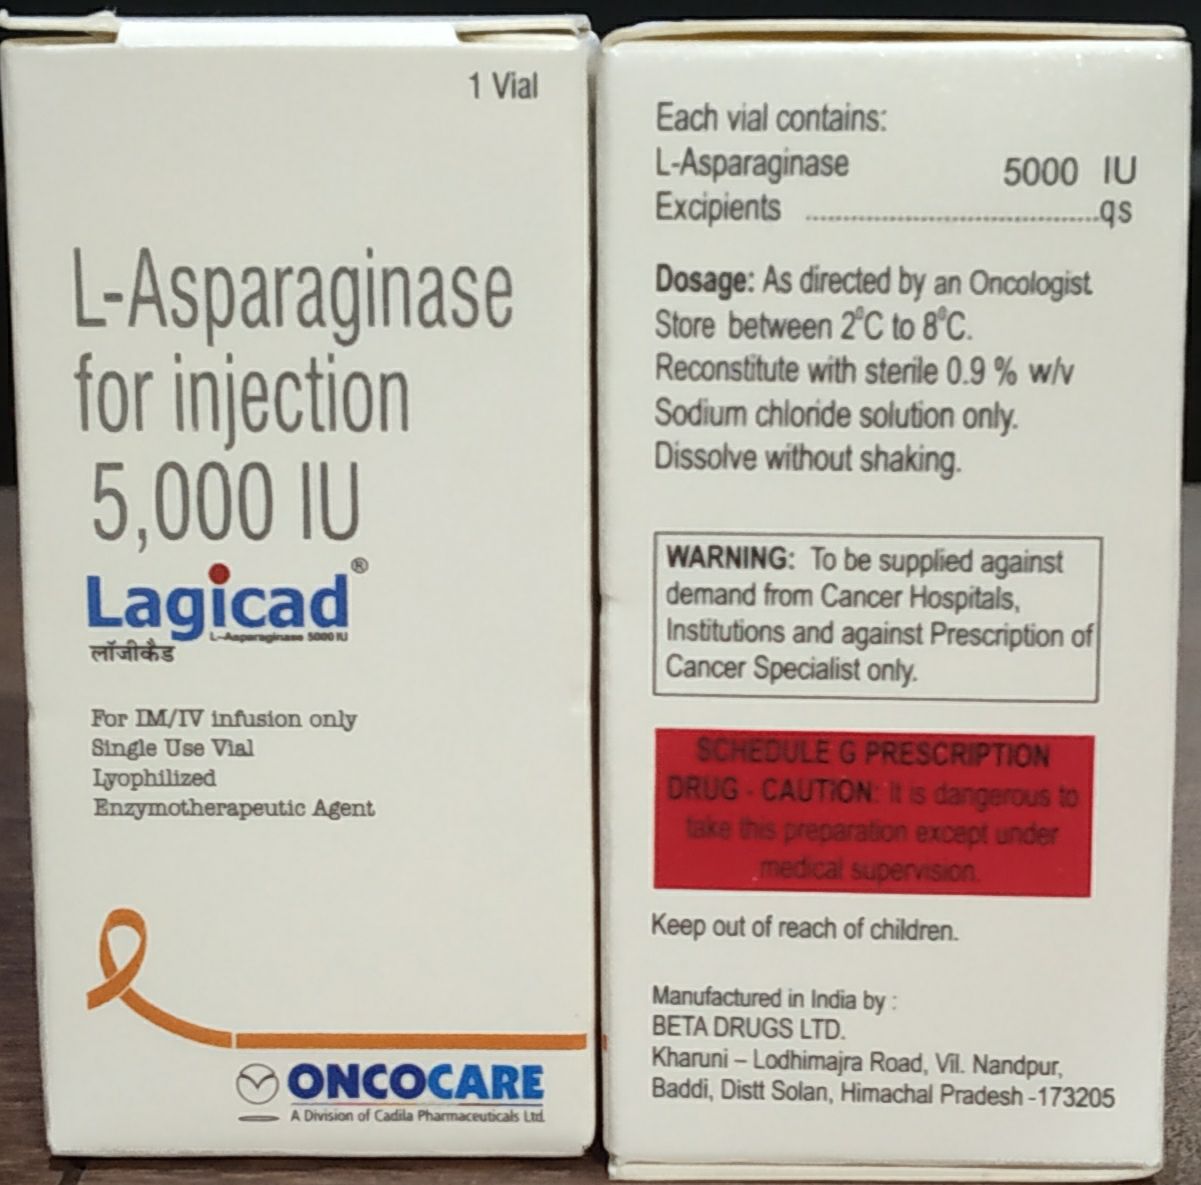 1 Vial
L-Asparaginase
for injection
5,000 IU
Lagicad®
L-Asparaginase 5000 IU
लॉजीकैड
For IM/IV infusion only
Single Use Vial
Lyophilized
Enzymotherapeutic Agent
ONCOCARE
A Division of Cadila Pharmaceuticals Ltd.
Each vial contains:
L-Asparaginase 5000 IU
Excipients ........................................qs
Dosage: As directed by an Oncologist.
Store between 2°C to 8°C.
Reconstitute with sterile 0.9 % w/v
Sodium chloride solution only.
Dissolve without shaking.
WARNING: To be supplied against
demand from Cancer Hospitals,
Institutions and against Prescription of
Cancer Specialist only.
SCHEDULE G PRESCRIPTION
DRUG - CAUTION: It is dangerous to
take this preparation except under
medical supervision.
Keep out of reach of children.
Manufactured in India by :
BETA DRUGS LTD.
Kharuni – Lodhimajra Road, Vil. Nandpur,
Baddi, Distt Solan, Himachal Pradesh -173205